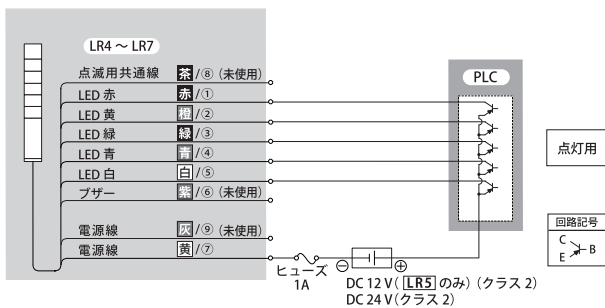 LR4 ～ LR7
点滅用共通線 茶/⑧(未使用)
LED 赤 赤/①
LED 黄 橙/②
LED 緑 緑/③
LED 青 青/④
LED 白 白/⑤
ブザー 紫/⑥(未使用)
電源線 灰/⑨(未使用)
電源線 黄/⑦
ヒューズ
1A
⊖ ⊕
DC 12 V( LR5 のみ)(クラス 2)
DC 24 V(クラス 2)
PLC
点灯用
回路記号
C
B
E